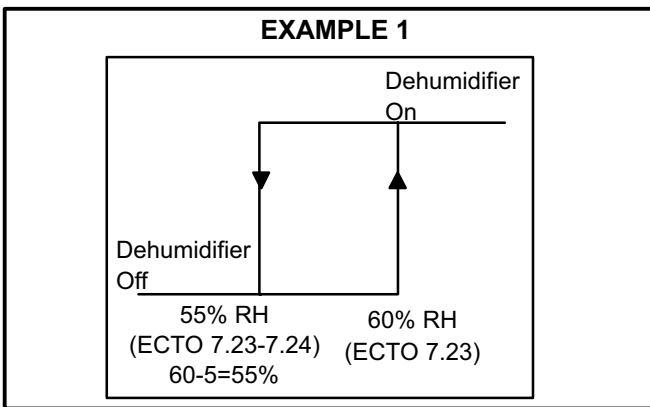 EXAMPLE 1
Dehumidifier
On
Dehumidifier
Off
55% RH
(ECTO 7.23-7.24)
60-5=55%
60% RH
(ECTO 7.23)